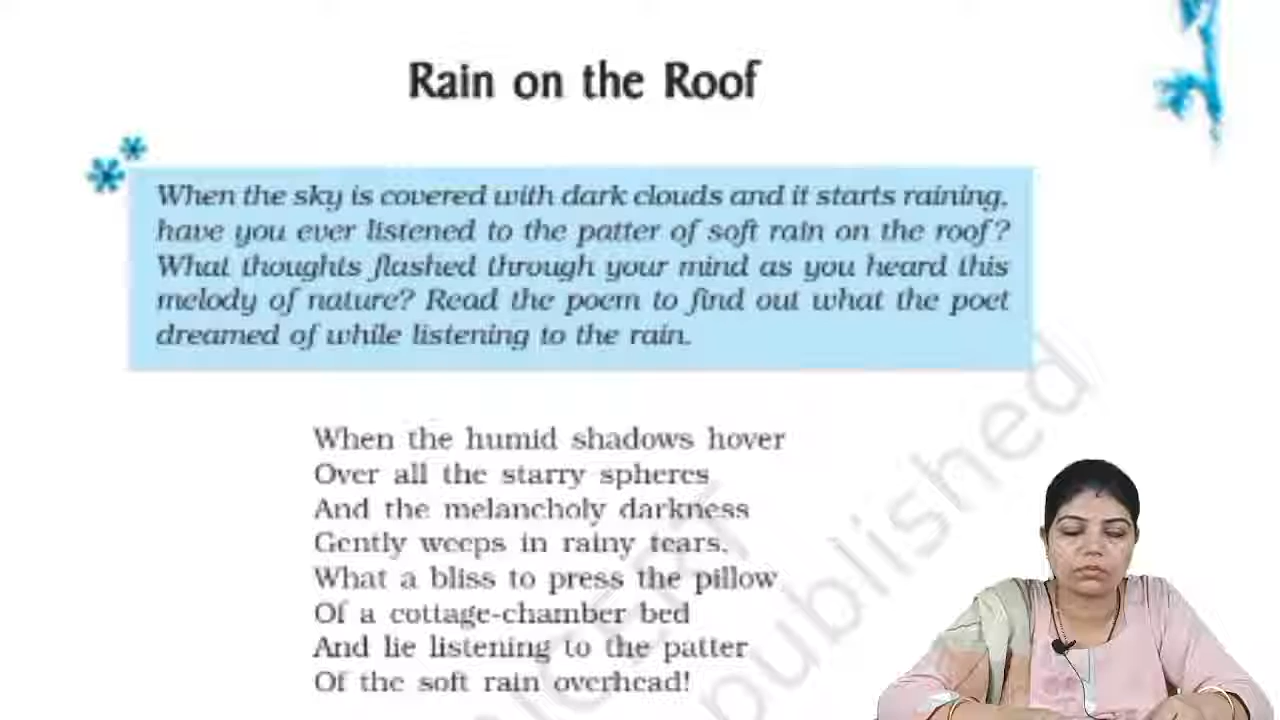 Rain on the Roof
When the sky is covered with dark clouds and it starts raining,
have you ever listened to the patter of soft rain on the roof?
What thoughts flashed through your mind as you heard this
melody of nature? Read the poem to find out what the poet
dreamed of while listening to the rain.
When the humid shadows hover
Over all the starry spheres
And the melancholy darkness
Gently weeps in rainy tears,
What a bliss to press the pillow
Of a cottage-chamber bed
And lie listening to the patter
Of the soft rain overhead!
NCERT
published